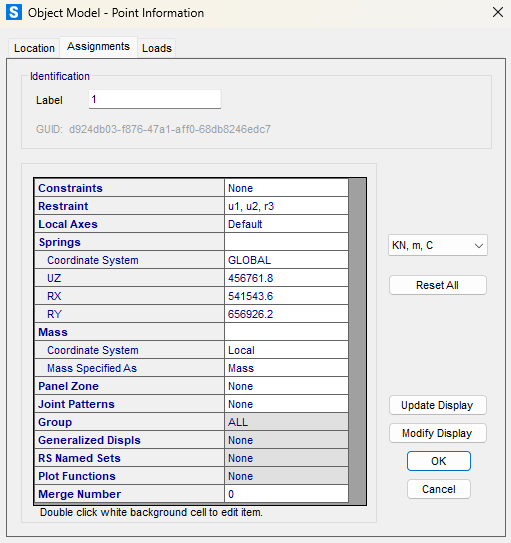 S Object Model - Point Information
Location Assignments Loads
Identification
Label 1
GUID: d924db03-f876-47a1-aff0-68db8246edc7
Constraints None
Restraint u1, u2, r3
Local Axes Default
Springs
Coordinate System GLOBAL
UZ 456761.8
RX 541543.6
RY 656926.2
Mass
Coordinate System Local
Mass Specified As Mass
Panel Zone None
Joint Patterns None
Group ALL
Generalized Displs None
RS Named Sets None
Plot Functions None
Merge Number 0
Double click white background cell to edit item.
KN, m, C
Reset All
Update Display
Modify Display
OK
Cancel